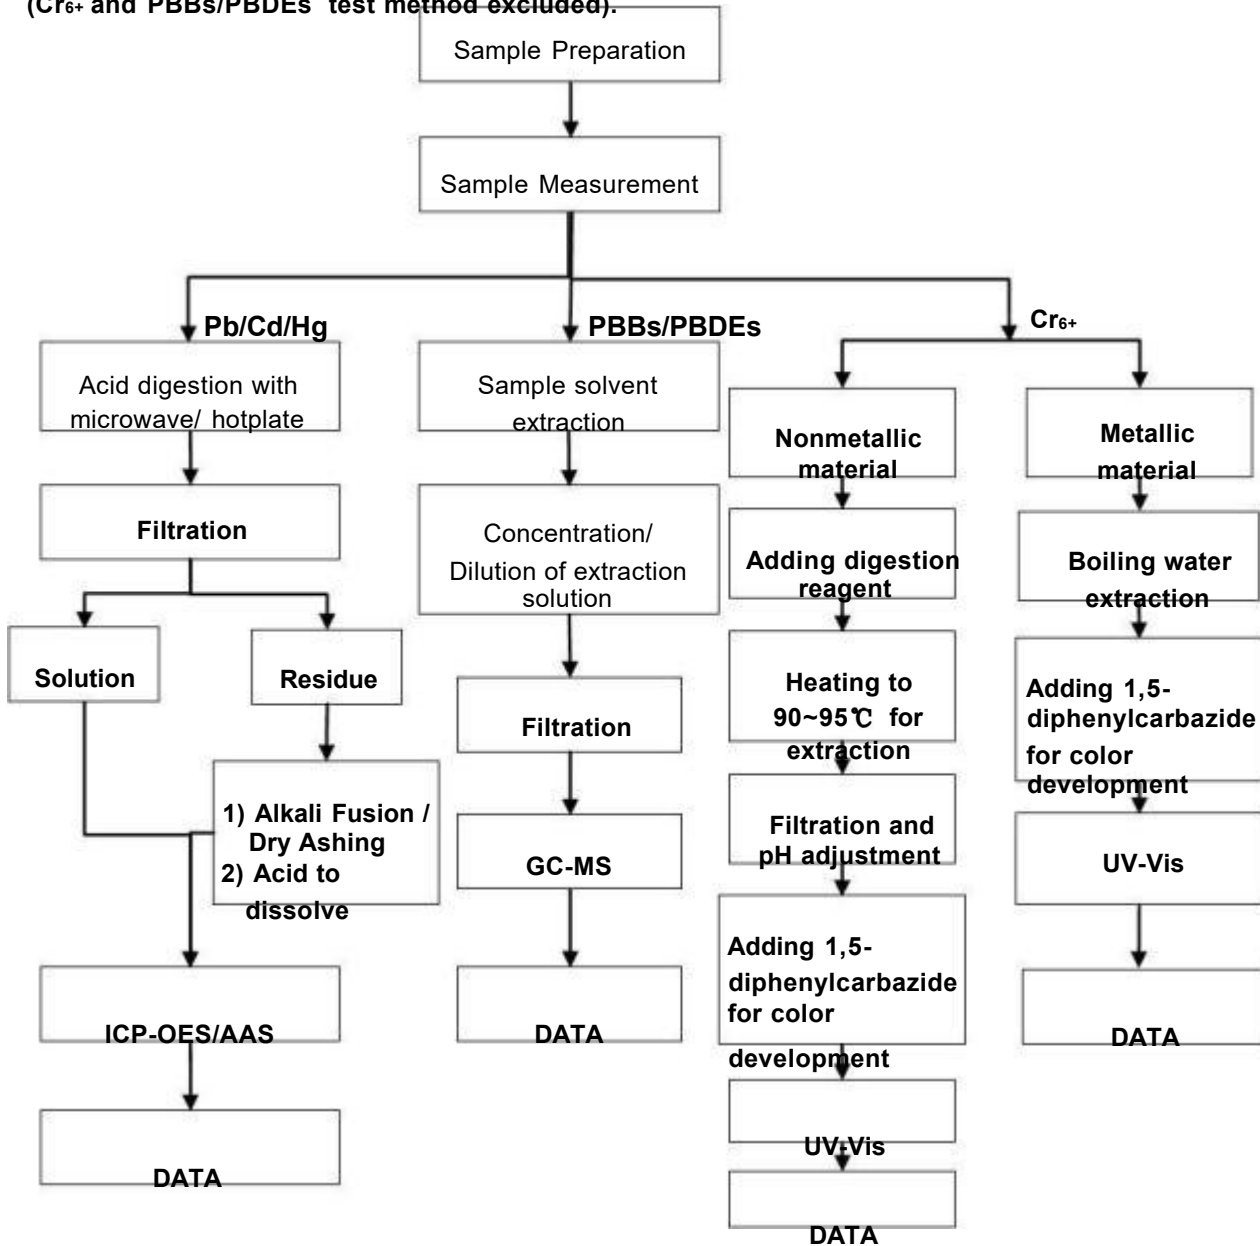 (Cr6+ and PBBs/PBDEs test method excluded).
Sample Preparation
Sample Measurement
Pb/Cd/Hg
Acid digestion with
microwave/ hotplate
Filtration
Solution
Residue
1) Alkali Fusion /
Dry Ashing
2) Acid to
dissolve
ICP-OES/AAS
DATA
PBBs/PBDEs
Sample solvent
extraction
Concentration/
Dilution of extraction
solution
Filtration
GC-MS
DATA
Cr6+
Nonmetallic
material
Adding digestion
reagent
Heating to
90~95℃ for
extraction
Filtration and
pH adjustment
Adding 1,5-
diphenylcarbazide
for color
development
UV-Vis
DATA
Metallic
material
Boiling water
extraction
Adding 1,5-
diphenylcarbazide
for color
development
UV-Vis
DATA